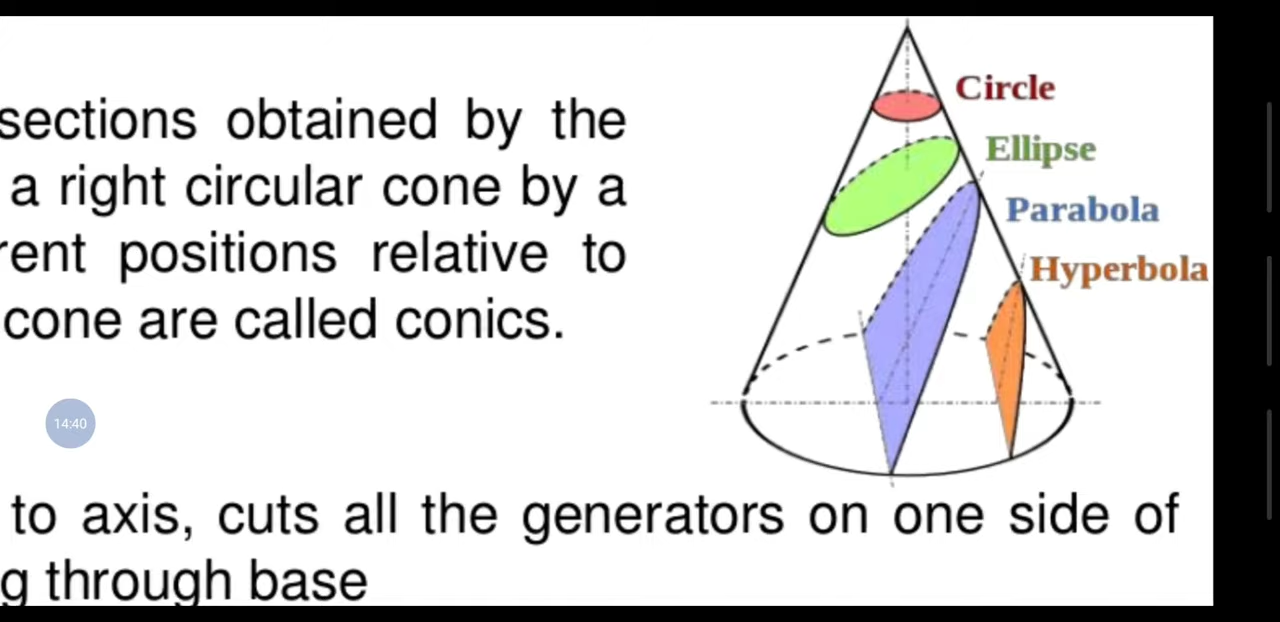 sections obtained by the
a right circular cone by a
rent positions relative to
cone are called conics.
Circle
Ellipse
Parabola
Hyperbola
14:40
to axis, cuts all the generators on one side of
g through base